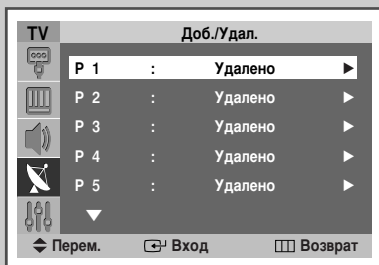 TV Доб./Удал.
P 1 : Удалено ►
P 2 : Удалено ►
P 3 : Удалено ►
P 4 : Удалено ►
P 5 : Удалено ►
▼
Перем. Вход Возврат